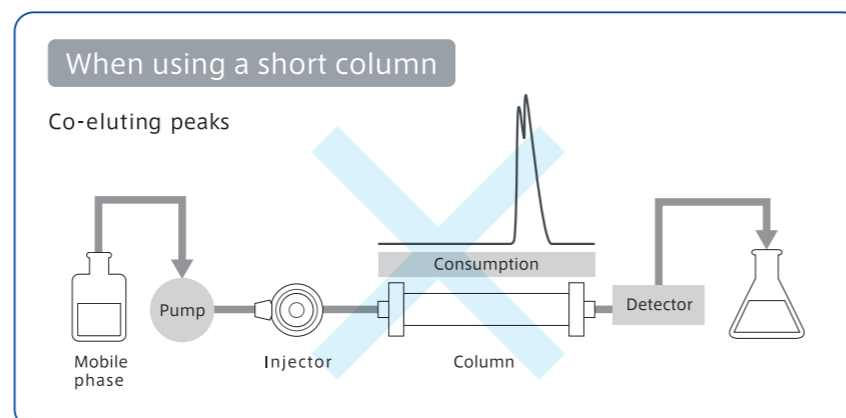 When using a short column
Co-eluting peaks
Consumption
Pump
Detector
Mobile
phase
Injector
Column